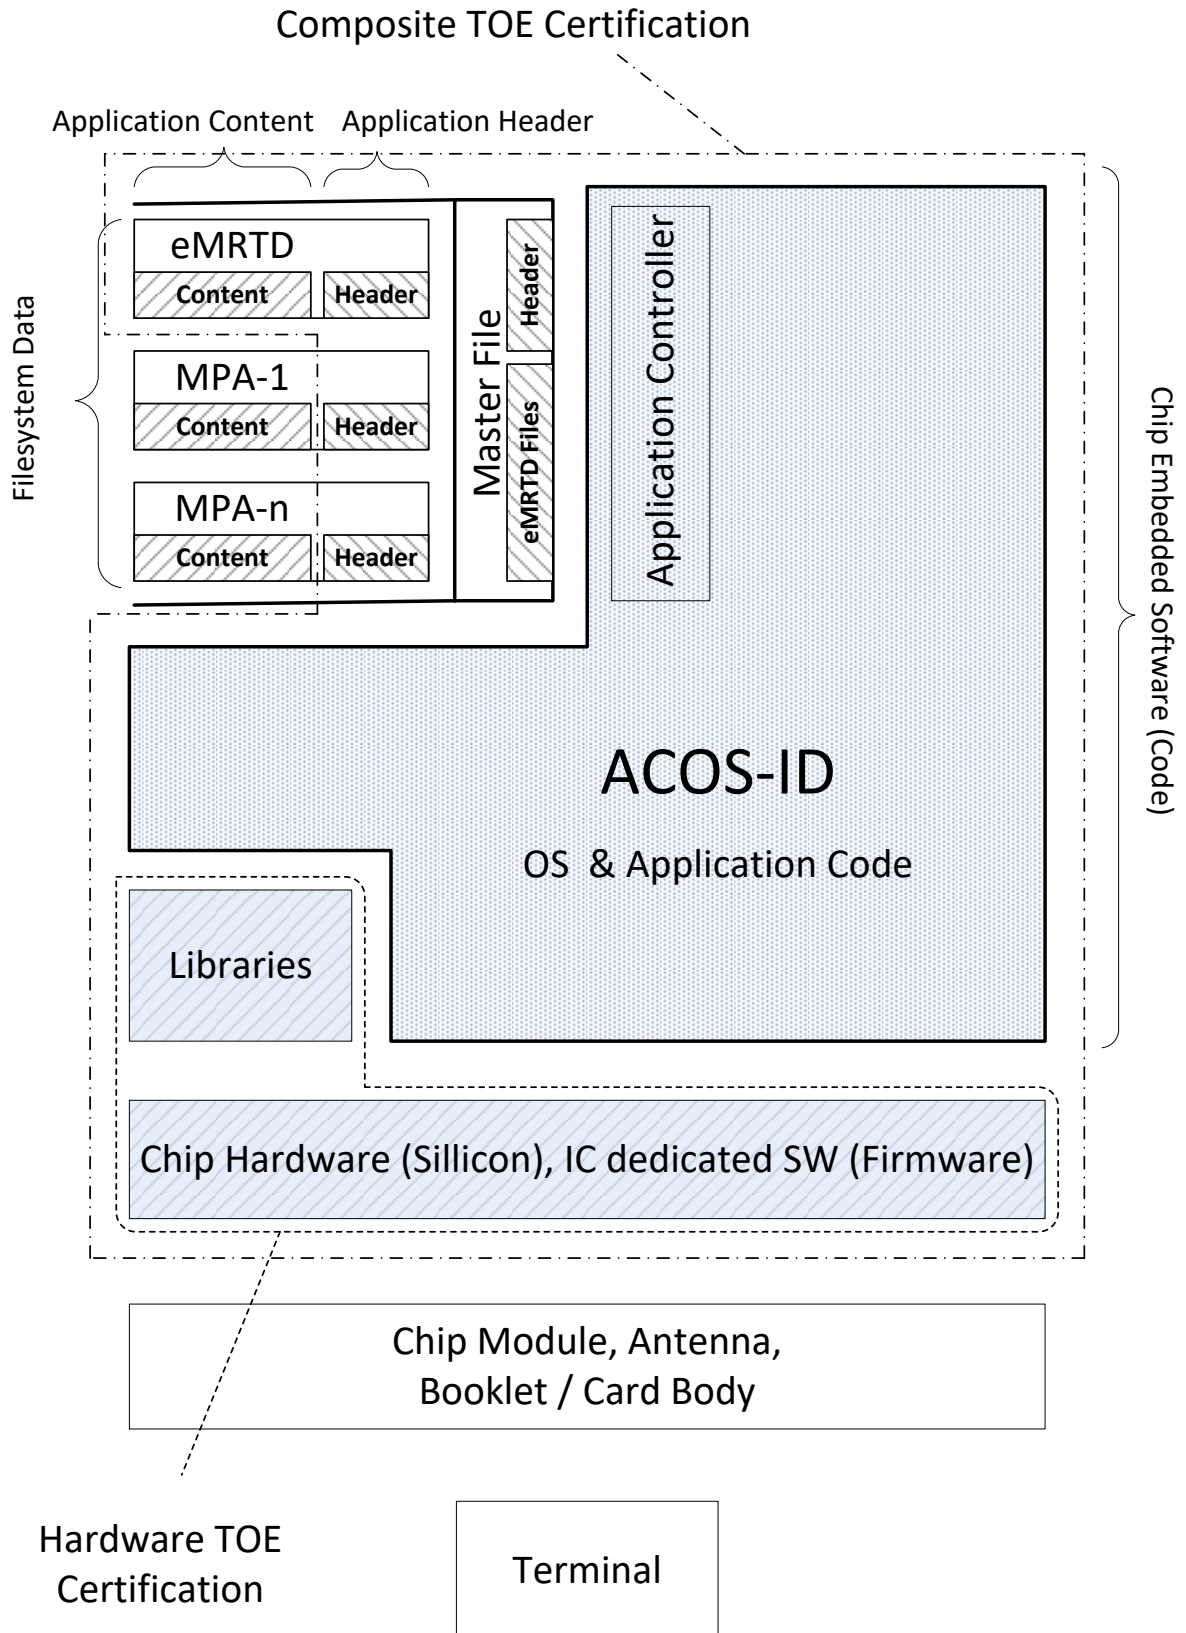 Composite TOE Certification
Application Content
Application Header
Filesystem Data
eMRTD
Content
Header
MPA-1
Content
Header
MPA-n
Content
Header
Master File
Header
eMRTD Files
Application Controller
Chip Embedded Software (Code)
ACOS-ID
OS & Application Code
Libraries
Chip Hardware (Sillicon), IC dedicated SW (Firmware)
Chip Module, Antenna,
Booklet / Card Body
Hardware TOE
Certification
Terminal